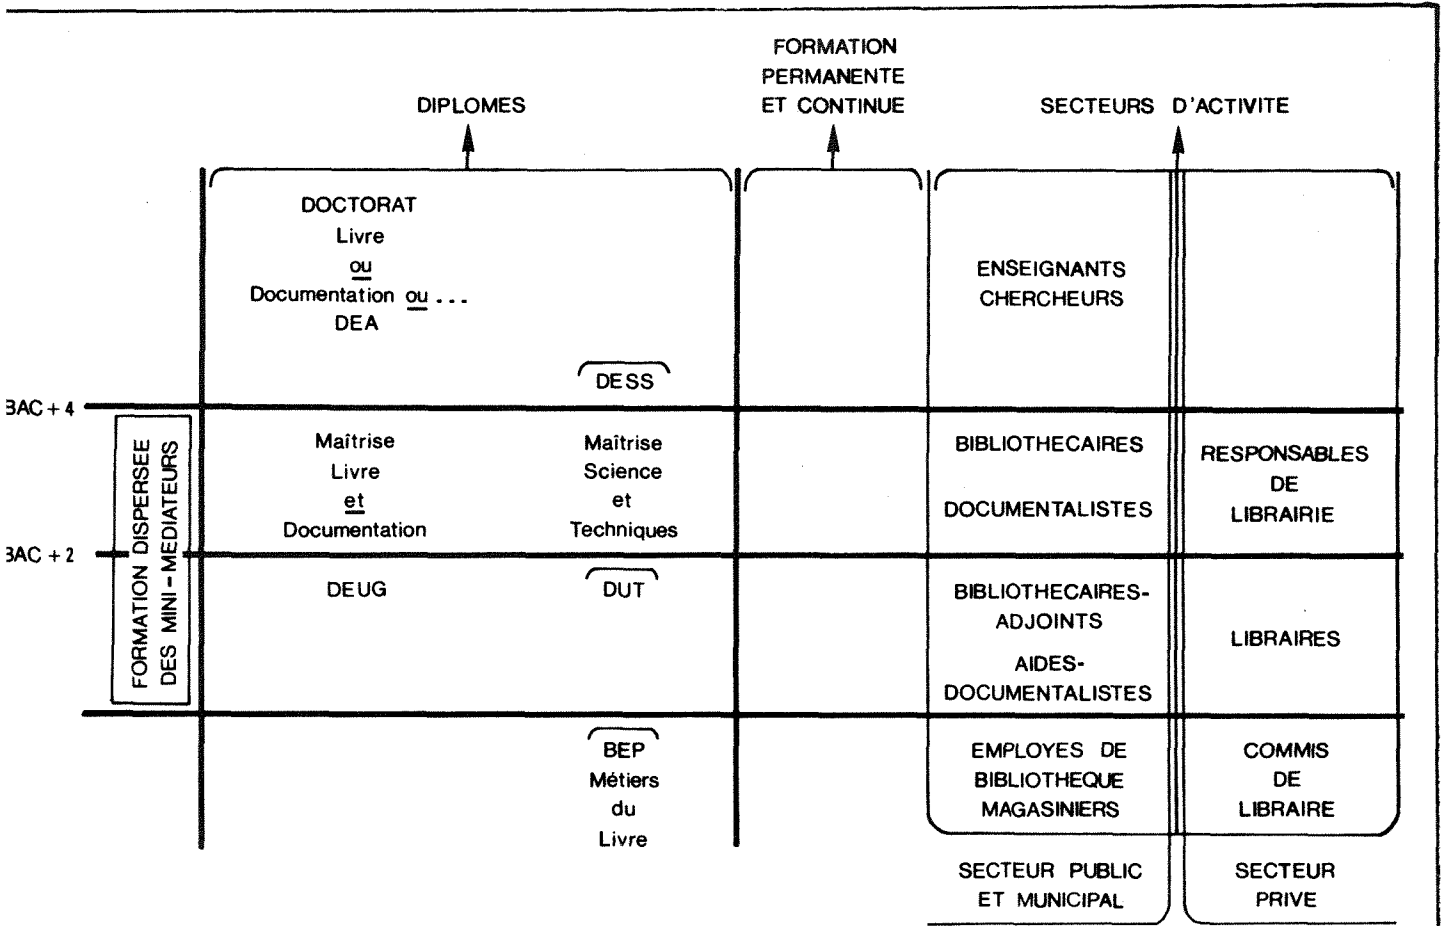 FORMATION
PERMANENTE
ET CONTINUE
DIPLOMES
SECTEURS D'ACTIVITE
DOCTORAT
Livre
ou
Documentation ou ...
DEA
DESS
ENSEIGNANTS
CHERCHEURS
BAC + 4
FORMATION DISPERSEE
DES MINI-MEDIATEURS
Maîtrise
Livre
et
Documentation
Maîtrise
Science
et
Techniques
BIBLIOTHECAIRES
DOCUMENTALISTES
RESPONSABLES
DE
LIBRAIRIE
BAC + 2
DEUG
DUT
BIBLIOTHECAIRES-
ADJOINTS
AIDES-
DOCUMENTALISTES
LIBRAIRES
BEP
Métiers
du
Livre
EMPLOYES DE
BIBLIOTHEQUE
MAGASINIERS
COMMIS
DE
LIBRAIRE
SECTEUR PUBLIC
ET MUNICIPAL
SECTEUR
PRIVE